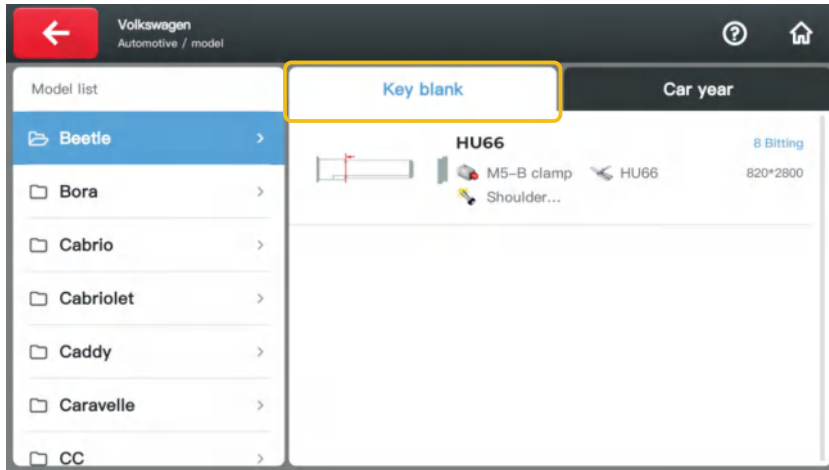 Volkswagen
Automotive / model
Model list
Key blank
Car year
Beetle
HU66
8 Bitting
M5-B clamp
HU66
820*2800
Shoulder...
Bora
Cabrio
Cabriolet
Caddy
Caravelle
CC